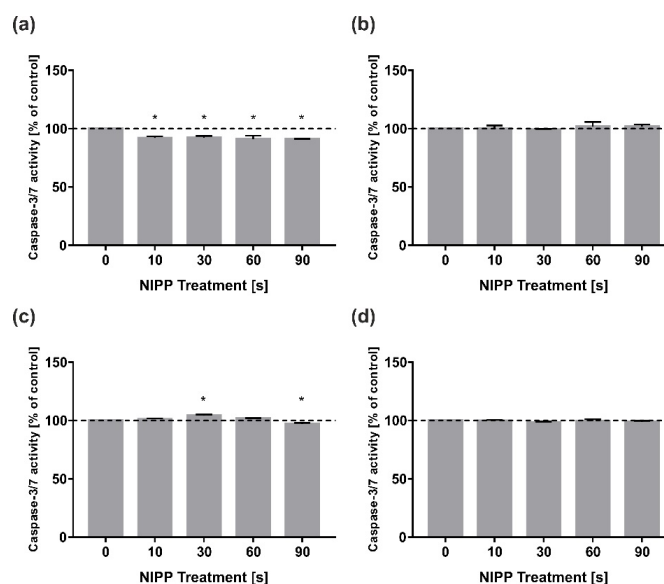 (a)
(b)
Caspase-3/7 activity [% of control]
150
100
50
0
* * * *
0 10 30 60 90
NIPP Treatment [s]
Caspase-3/7 activity [% of control]
150
100
50
0
0 10 30 60 90
NIPP Treatment [s]
(c)
(d)
Caspase-3/7 activity [% of control]
150
100
50
0
* *
0 10 30 60 90
NIPP Treatment [s]
Caspase-3/7 activity [% of control]
150
100
50
0
0 10 30 60 90
NIPP Treatment [s]